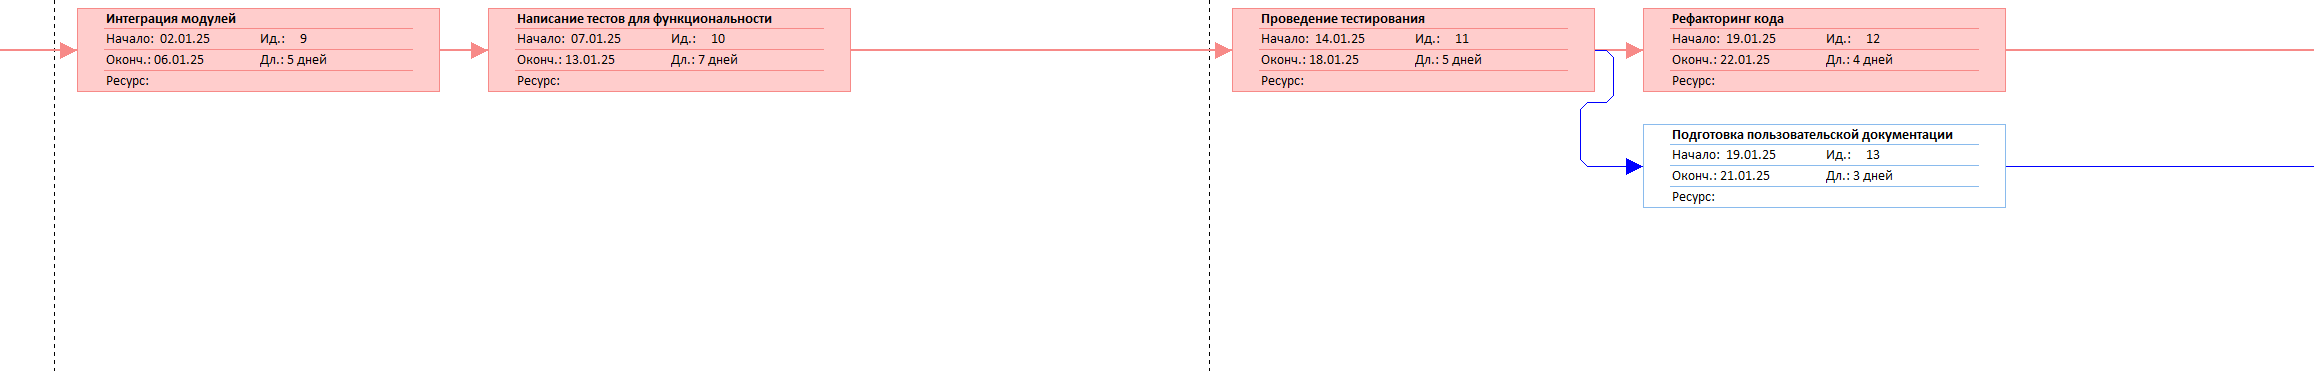 Интеграция модулей
Начало: 02.01.25 Ид.: 9
Оконч.: 06.01.25 Дл.: 5 дней
Ресурс:
Написание тестов для функциональности
Начало: 07.01.25 Ид.: 10
Оконч.: 13.01.25 Дл.: 7 дней
Ресурс:
Проведение тестирования
Начало: 14.01.25 Ид.: 11
Оконч.: 18.01.25 Дл.: 5 дней
Ресурс:
Рефакторинг кода
Начало: 19.01.25 Ид.: 12
Оконч.: 22.01.25 Дл.: 4 дней
Ресурс:
Подготовка пользовательской документации
Начало: 19.01.25 Ид.: 13
Оконч.: 21.01.25 Дл.: 3 дней
Ресурс: